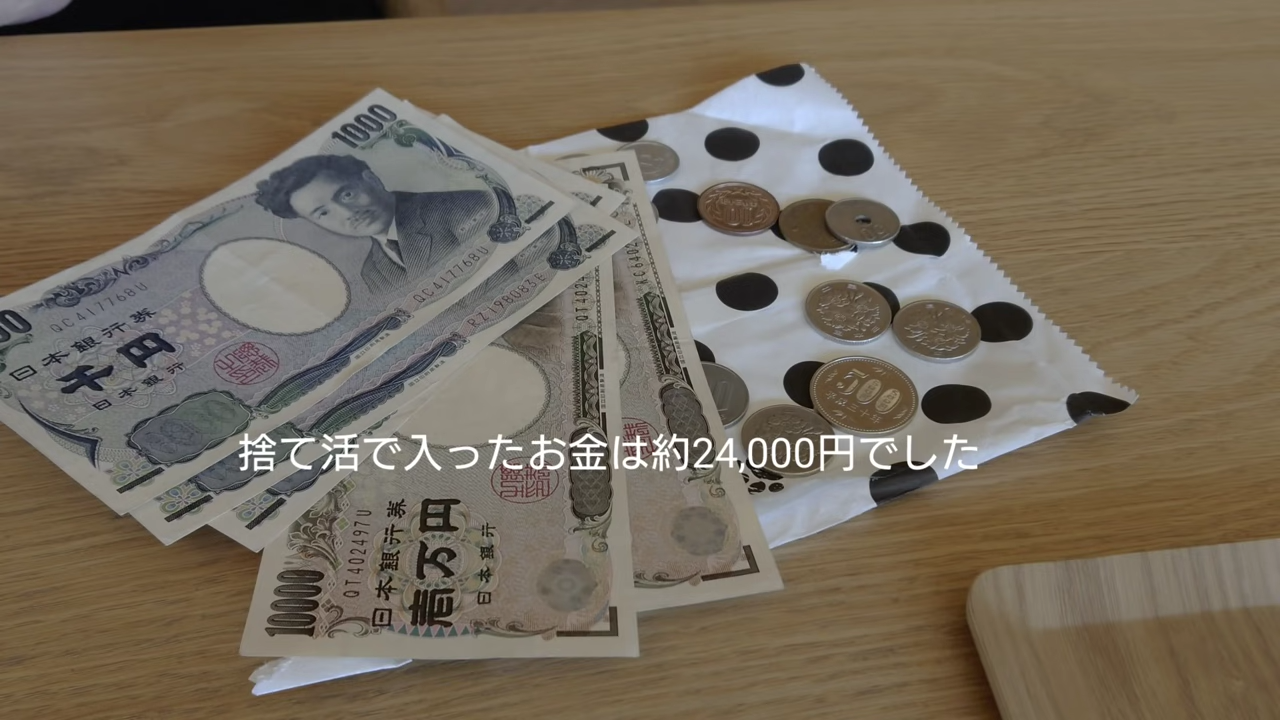 1000
QC417768U
QC417768U
日本銀行券
千円
日本銀行
RZ198083E
QT402497U
日本銀行券
壱万円
日本銀行
10000
捨て活で入ったお金は約24,000円でした